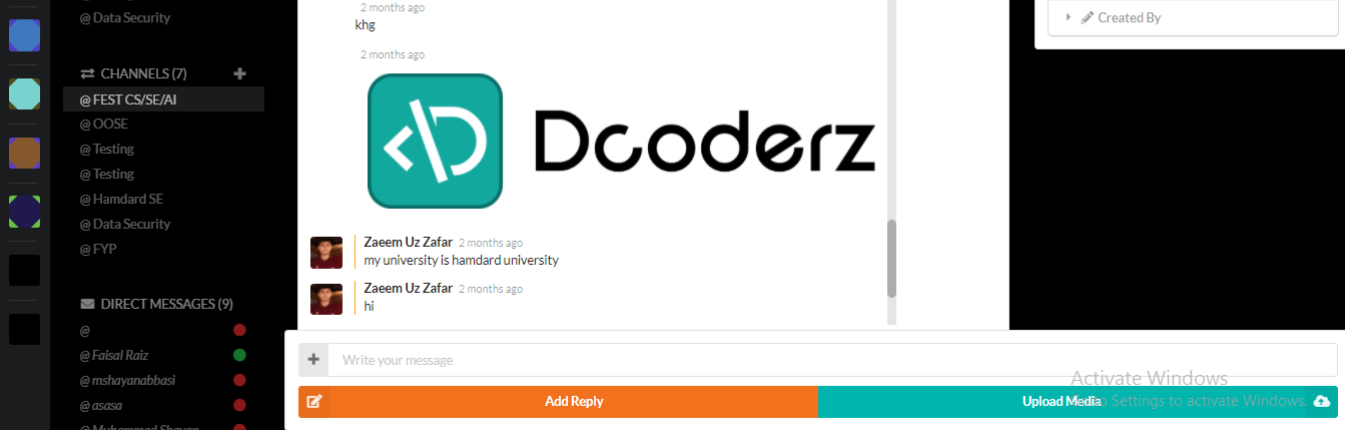 @ Data Security
CHANNELS (7)
@ FEST CS/SE/AI
@ OOSE
@ Testing
@ Testing
@ Hamdard SE
@ Data Security
@ FYP
DIRECT MESSAGES (9)
@
@ Faisal Raiz
@ mshayanabbasi
@ asasa
@ Muhammad Shayan
2 months ago
khg
2 months ago
Dcoderz
Zaeem Uz Zafar 2 months ago
my university is hamdard university
Zaeem Uz Zafar 2 months ago
hi
Write your message
Add Reply
Upload Media
Created By
Activate Windows
to Settings to activate Windows.